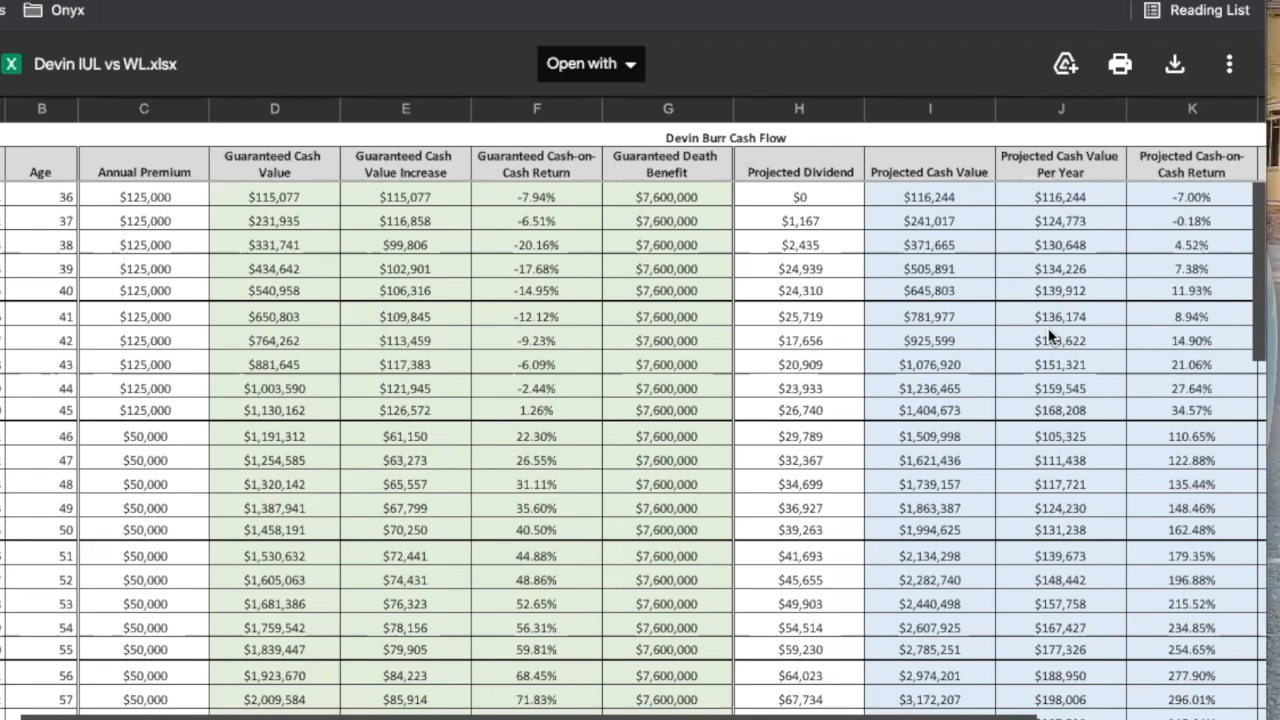 s Onyx Reading List
Devin IUL vs WL.xlsx Open with
B C D E F G H I J K
Devin Burr Cash Flow
Age Annual Premium Guaranteed Cash Value Guaranteed Cash Value Increase Guaranteed Cash-on-Cash Return Guaranteed Death Benefit Projected Dividend Projected Cash Value Projected Cash Value Per Year Projected Cash-on-Cash Return
36 $125,000 $115,077 $115,077 -7.94% $7,600,000 $0 $116,244 $116,244 -7.00%
37 $125,000 $231,935 $116,858 -6.51% $7,600,000 $1,167 $241,017 $124,773 -0.18%
38 $125,000 $331,741 $99,806 -20.16% $7,600,000 $2,435 $371,665 $130,648 4.52%
39 $125,000 $434,642 $102,901 -17.68% $7,600,000 $24,939 $505,891 $134,226 7.38%
40 $125,000 $540,958 $106,316 -14.95% $7,600,000 $24,310 $645,803 $139,912 11.93%
41 $125,000 $650,803 $109,845 -12.12% $7,600,000 $25,719 $781,977 $136,174 8.94%
42 $125,000 $764,262 $113,459 -9.23% $7,600,000 $17,656 $925,599 14.90%
43 $125,000 $881,645 $117,383 -6.09% $7,600,000 $20,909 $1,076,920 $151,321 21.06%
44 $125,000 $1,003,590 $121,945 -2.44% $7,600,000 $23,933 $1,236,465 $159,545 27.64%
45 $125,000 $1,130,162 $126,572 1.26% $7,600,000 $26,740 $1,404,673 $168,208 34.57%
46 $50,000 $1,191,312 $61,150 22.30% $7,600,000 $29,789 $1,509,998 $105,325 110.65%
47 $50,000 $1,254,585 $63,273 26.55% $7,600,000 $32,367 $1,621,436 $111,438 122.88%
48 $50,000 $1,320,142 $65,557 31.11% $7,600,000 $34,699 $1,739,157 $117,721 135.44%
49 $50,000 $1,387,941 $67,799 35.60% $7,600,000 $36,927 $1,863,387 $124,230 148.46%
50 $50,000 $1,458,191 $70,250 40.50% $7,600,000 $39,263 $1,994,625 $131,238 162.48%
51 $50,000 $1,530,632 $72,441 44.88% $7,600,000 $41,693 $2,134,298 $139,673 179.35%
52 $50,000 $1,605,063 $74,431 48.86% $7,600,000 $45,655 $2,282,740 $148,442 196.88%
53 $50,000 $1,681,386 $76,323 52.65% $7,600,000 $49,903 $2,440,498 $157,758 215.52%
54 $50,000 $1,759,542 $78,156 56.31% $7,600,000 $54,514 $2,607,925 $167,427 234.85%
55 $50,000 $1,839,447 $79,905 59.81% $7,600,000 $59,230 $2,785,251 $177,326 254.65%
56 $50,000 $1,923,670 $84,223 68.45% $7,600,000 $64,023 $2,974,201 $188,950 277.90%
57 $50,000 $2,009,584 $85,914 71.83% $7,600,000 $67,734 $3,172,207 $198,006 296.01%